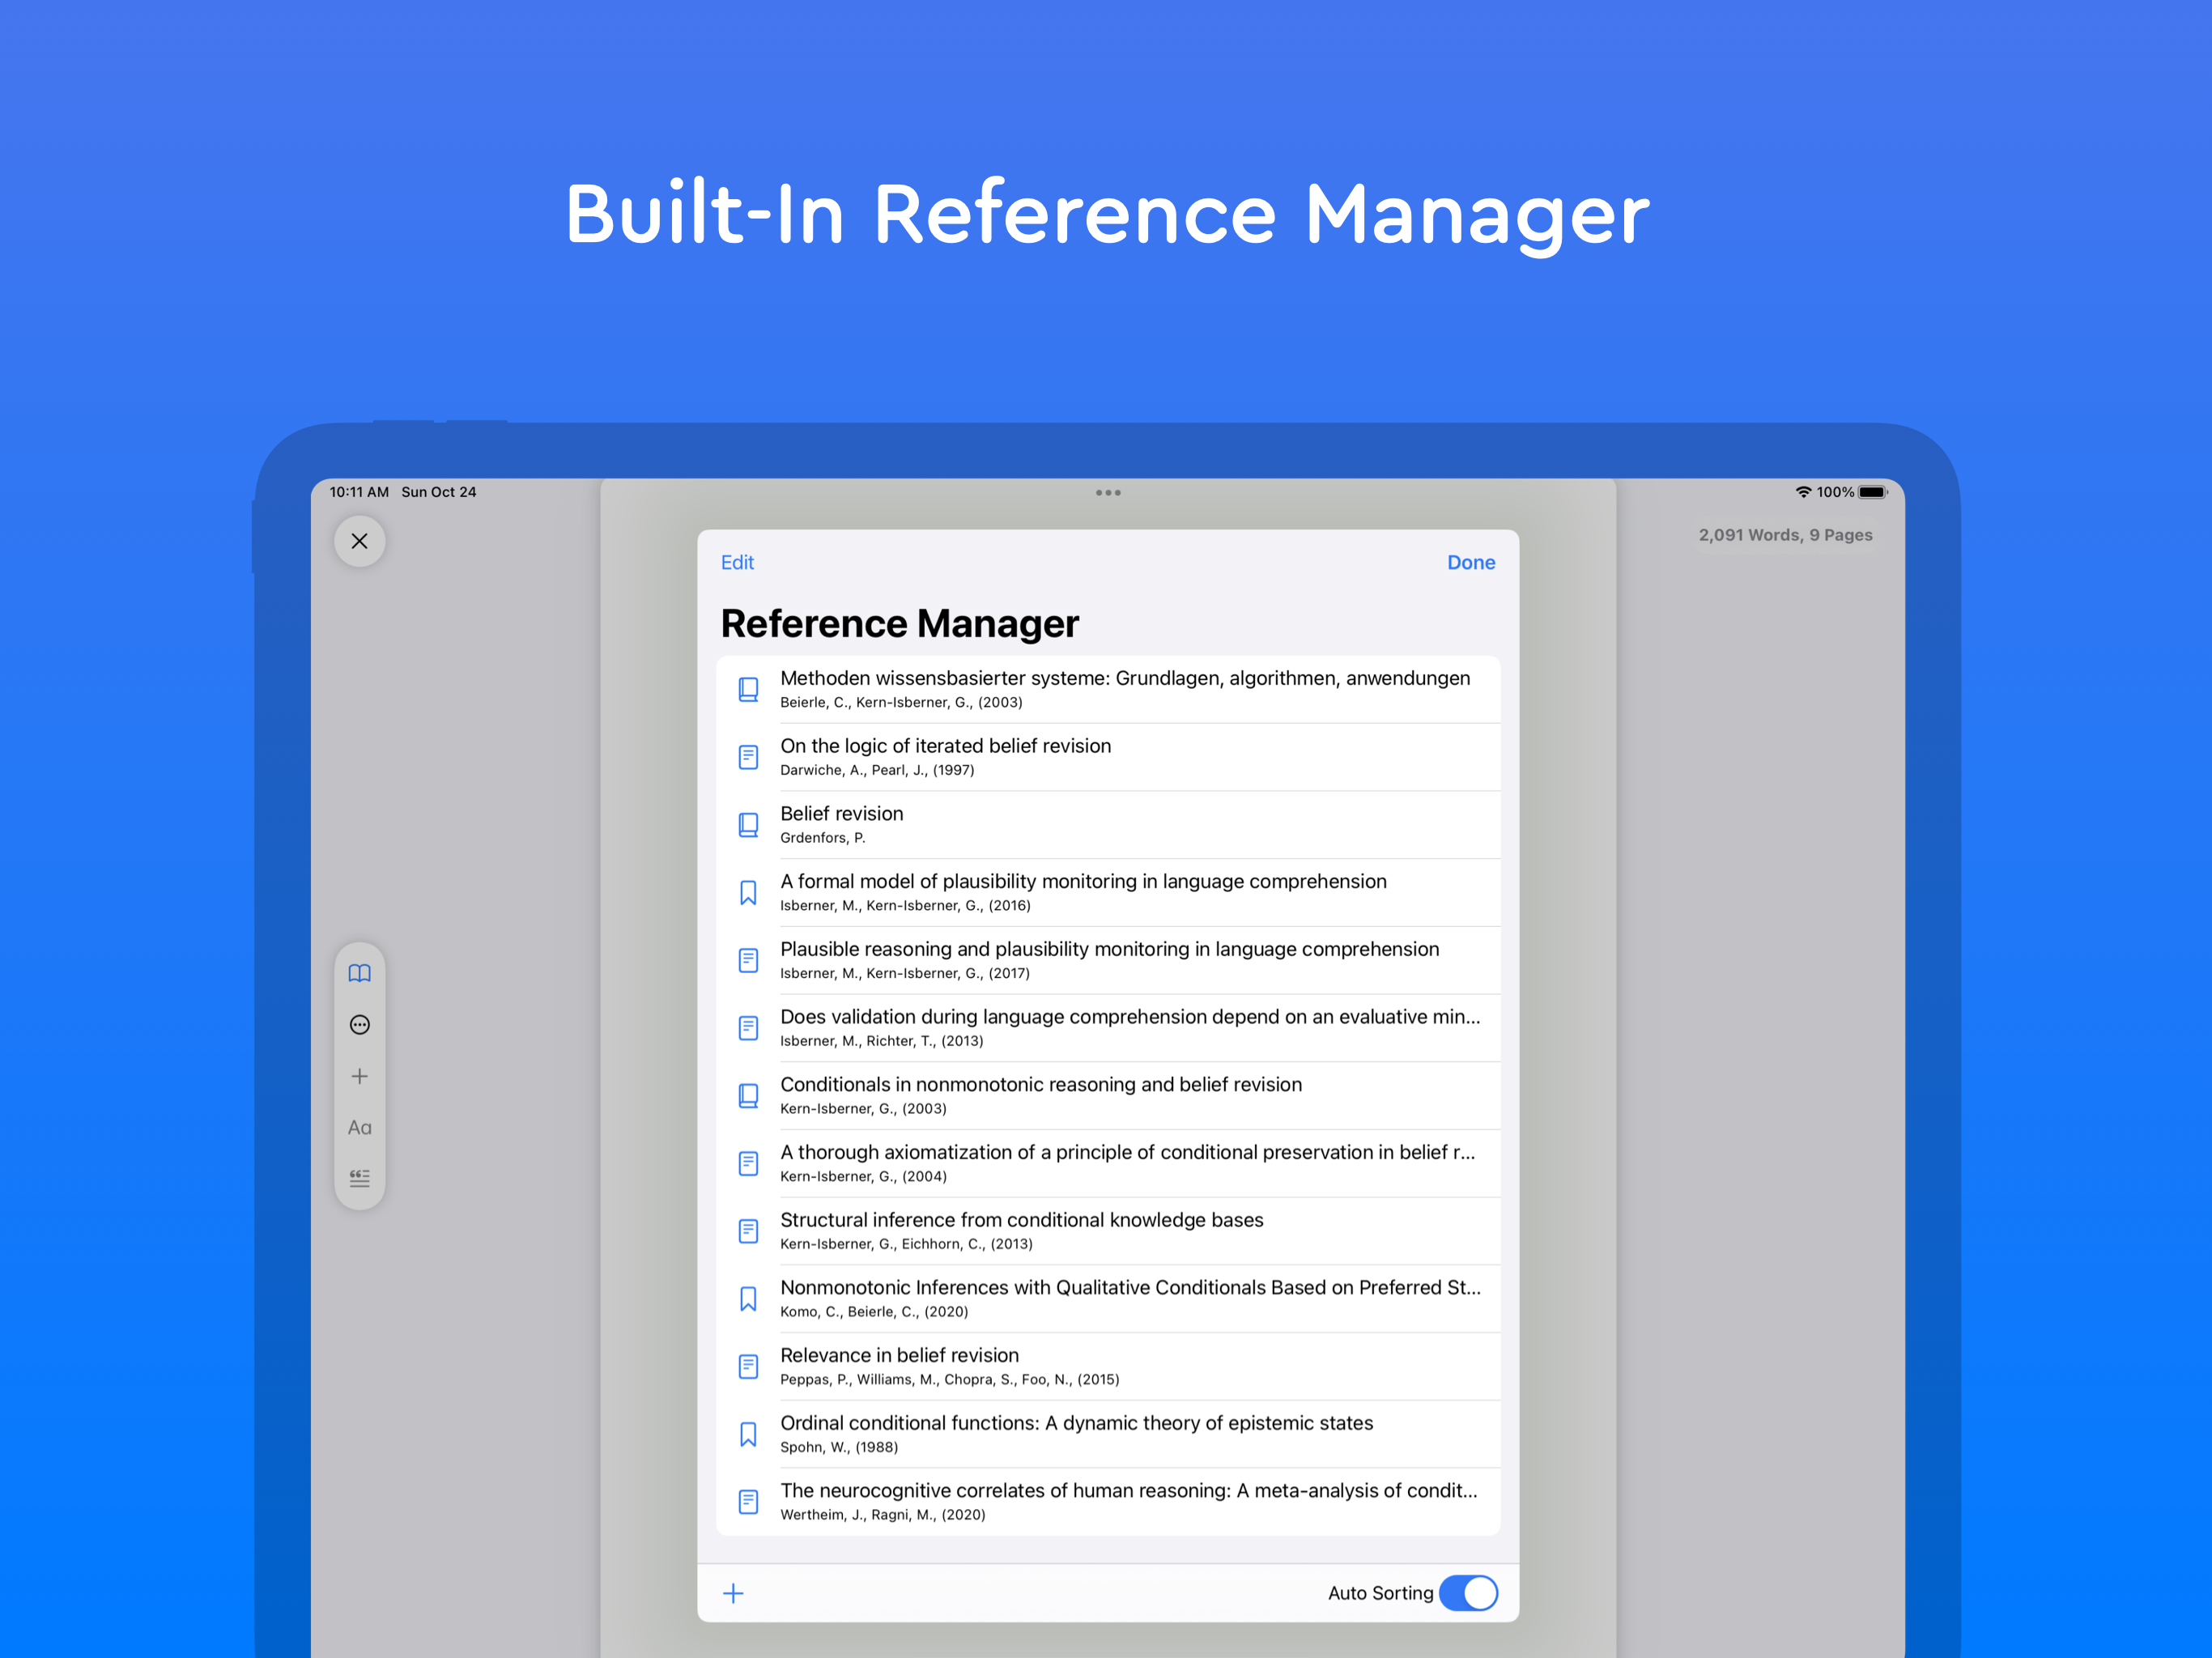 Built-In Reference Manager
10:11 AM Sun Oct 24
100%
2,091 Words, 9 Pages
Edit
Done
Reference Manager
Methoden wissensbasierter systeme: Grundlagen, algorithmen, anwendungen
Beierle, C., Kern-Isberner, G., (2003)
On the logic of iterated belief revision
Darwiche, A., Pearl, J., (1997)
Belief revision
Grdenfors, P.
A formal model of plausibility monitoring in language comprehension
Isberner, M., Kern-Isberner, G., (2016)
Plausible reasoning and plausibility monitoring in language comprehension
Isberner, M., Kern-Isberner, G., (2017)
Does validation during language comprehension depend on an evaluative min...
Isberner, M., Richter, T., (2013)
Conditionals in nonmonotonic reasoning and belief revision
Kern-Isberner, G., (2003)
A thorough axiomatization of a principle of conditional preservation in belief r...
Kern-Isberner, G., (2004)
Structural inference from conditional knowledge bases
Kern-Isberner, G., Eichhorn, C., (2013)
Nonmonotonic Inferences with Qualitative Conditionals Based on Preferred St...
Komo, C., Beierle, C., (2020)
Relevance in belief revision
Peppas, P., Williams, M., Chopra, S., Foo, N., (2015)
Ordinal conditional functions: A dynamic theory of epistemic states
Spohn, W., (1988)
The neurocognitive correlates of human reasoning: A meta-analysis of condit...
Wertheim, J., Ragni, M., (2020)
Aa
Auto Sorting